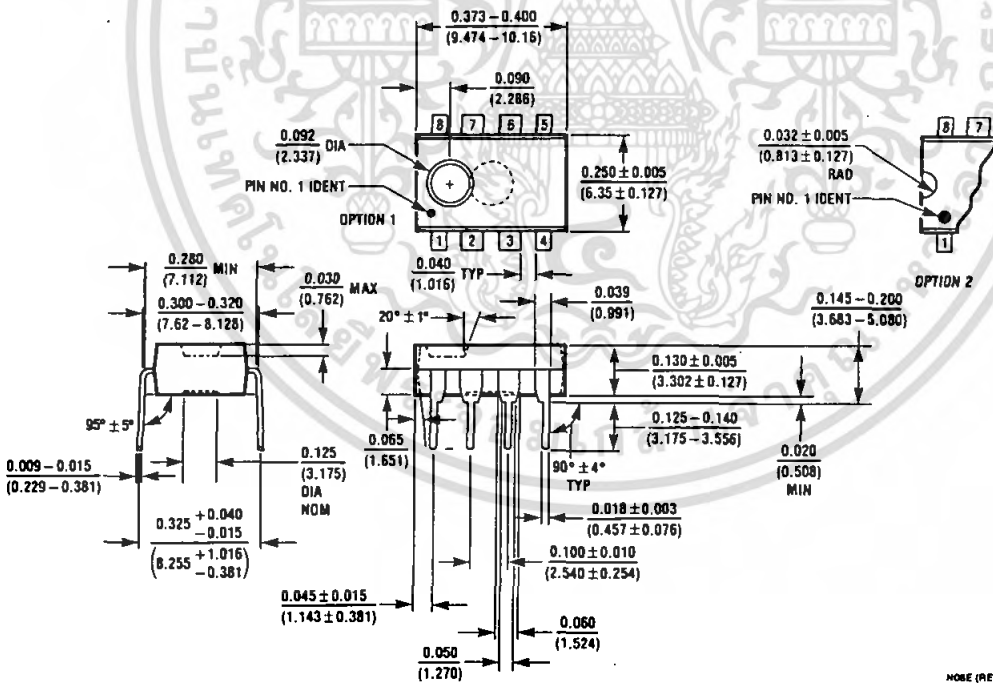 0.373 – 0.400
(9.474 – 10.16)
0.090
(2.286)
8 7 6 5
0.092 DIA
(2.337)
PIN NO. 1 IDENT
OPTION 1
0.250 ± 0.005
(6.35 ± 0.127)
1 2 3 4
0.032 ± 0.005
(0.813 ± 0.127)
RAD
PIN NO. 1 IDENT
8 7
1
OPTION 2
0.280 MIN
(7.112)
0.300 – 0.320
(7.62 – 8.128)
0.030 MAX
(0.762)
0.040 TYP
(1.016)
0.039
(0.991)
20° ± 1°
0.145 – 0.200
(3.683 – 5.080)
0.130 ± 0.005
(3.302 ± 0.127)
0.125 – 0.140
(3.175 – 3.556)
0.020
(0.508)
MIN
95° ± 5°
0.009 – 0.015
(0.229 – 0.381)
0.125
(3.175)
DIA
NOM
0.065
(1.651)
90° ± 4°
TYP
0.018 ± 0.003
(0.457 ± 0.076)
0.325 +0.040 −0.015
(8.255 +1.016 −0.381)
0.100 ± 0.010
(2.540 ± 0.254)
0.045 ± 0.015
(1.143 ± 0.381)
0.060
(1.524)
0.050
(1.270)